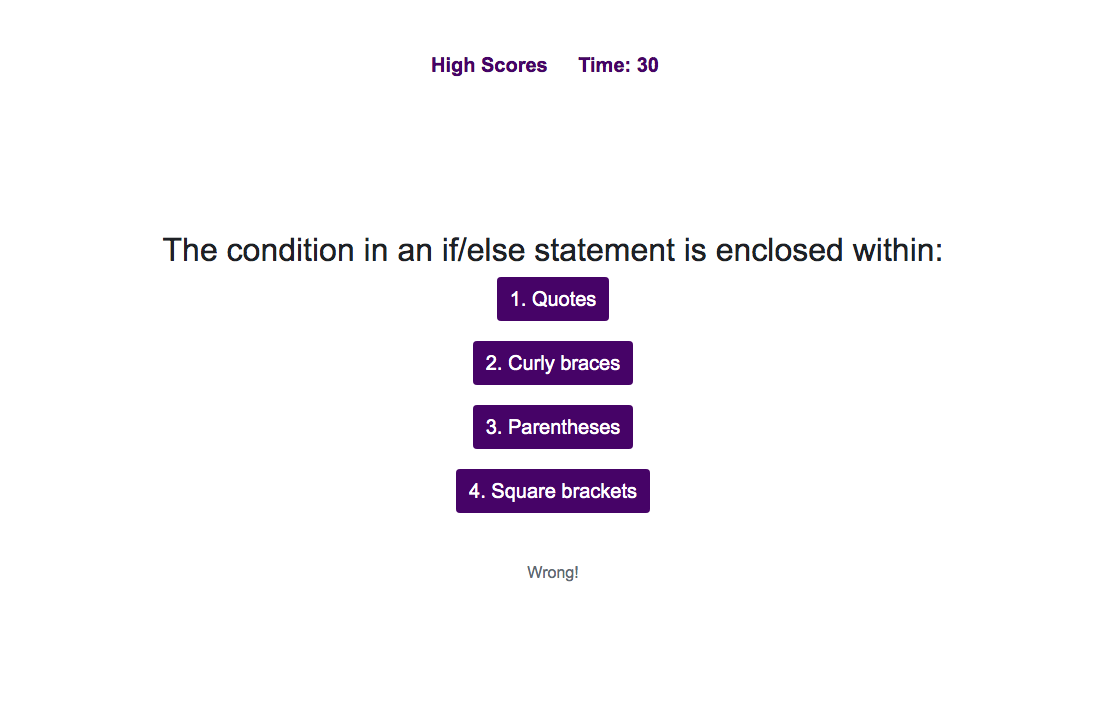 High Scores Time: 30
The condition in an if/else statement is enclosed within:
1. Quotes
2. Curly braces
3. Parentheses
4. Square brackets
Wrong!